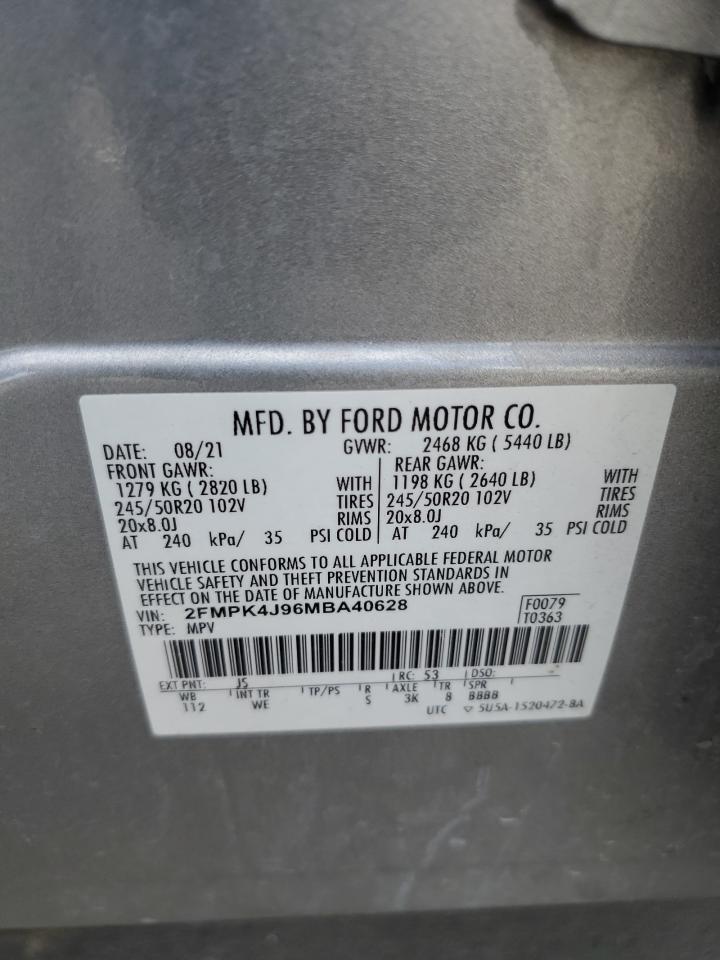 MFD. BY FORD MOTOR CO.
DATE: 08/21 GVWR: 2468 KG ( 5440 LB)
FRONT GAWR: REAR GAWR:
1279 KG ( 2820 LB) WITH 1198 KG ( 2640 LB) WITH
245/50R20 102V TIRES 245/50R20 102V TIRES
20x8.0J RIMS 20x8.0J RIMS
AT 240 kPa/ 35 PSI COLD AT 240 kPa/ 35 PSI COLD
THIS VEHICLE CONFORMS TO ALL APPLICABLE FEDERAL MOTOR
VEHICLE SAFETY AND THEFT PREVENTION STANDARDS IN
EFFECT ON THE DATE OF MANUFACTURE SHOWN ABOVE.
VIN: 2FMPK4J96MBA40628 F0079
TYPE: MPV T0363
EXT PNT: JS RC: 53 DSO:
WB INT TR TP/PS R AXLE TR SPR
112 WE S 3K 8 BBBB
UTC ▽ 5U5A-1520472-BA